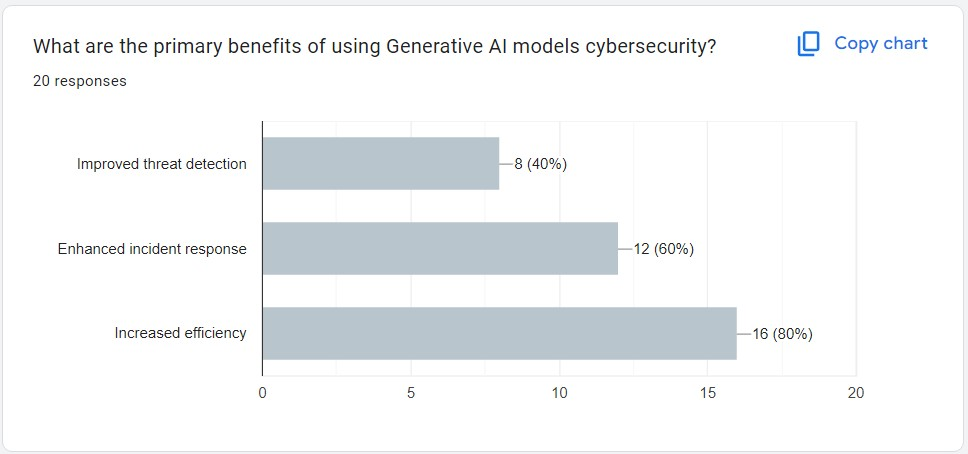 What are the primary benefits of using Generative AI models cybersecurity?
Copy chart
20 responses
Improved threat detection
8 (40%)
Enhanced incident response
12 (60%)
Increased efficiency
16 (80%)
0 5 10 15 20